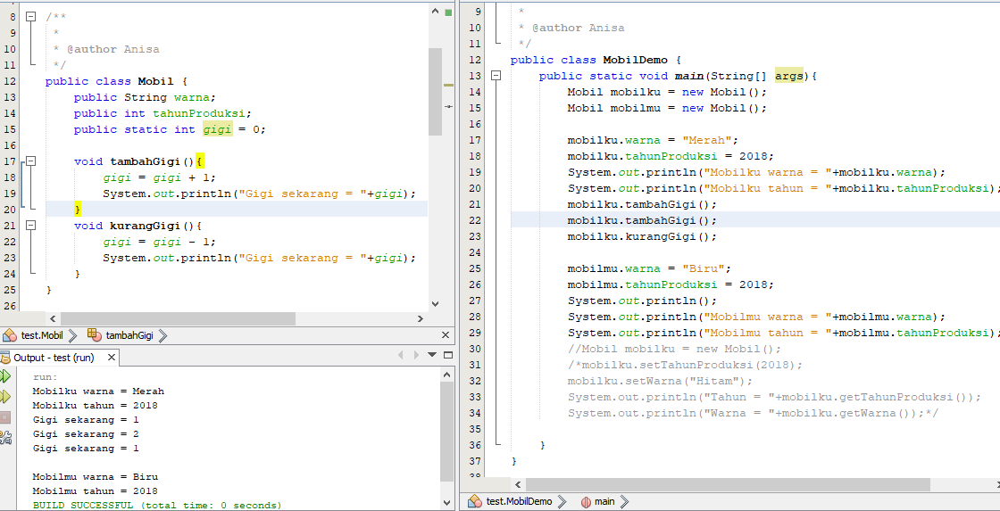 8 /**
9 *
10 * @author Anisa
11 */
12 public class Mobil {
13 public String warna;
14 public int tahunProduksi;
15 public static int gigi = 0;
16
17 void tambahGigi(){
18 gigi = gigi + 1;
19 System.out.println("Gigi sekarang = "+gigi);
20 }
21 void kurangGigi(){
22 gigi = gigi - 1;
23 System.out.println("Gigi sekarang = "+gigi);
24 }
25 }
26
test.Mobil tambahGigi
Output - test (run)
run:
Mobilku warna = Merah
Mobilku tahun = 2018
Gigi sekarang = 1
Gigi sekarang = 2
Gigi sekarang = 1
Mobilmu warna = Biru
Mobilmu tahun = 2018
BUILD SUCCESSFUL (total time: 0 seconds)
9 *
10 * @author Anisa
11 */
12 public class MobilDemo {
13 public static void main(String[] args){
14 Mobil mobilku = new Mobil();
15 Mobil mobilmu = new Mobil();
16
17 mobilku.warna = "Merah";
18 mobilku.tahunProduksi = 2018;
19 System.out.println("Mobilku warna = "+mobilku.warna);
20 System.out.println("Mobilku tahun = "+mobilku.tahunProduksi);
21 mobilku.tambahGigi();
22 mobilku.tambahGigi();
23 mobilku.kurangGigi();
24
25 mobilmu.warna = "Biru";
26 mobilmu.tahunProduksi = 2018;
27 System.out.println();
28 System.out.println("Mobilmu warna = "+mobilmu.warna);
29 System.out.println("Mobilmu tahun = "+mobilmu.tahunProduksi);
30 //Mobil mobilku = new Mobil();
31 /*mobilku.setTahunProduksi(2018);
32 mobilku.setWarna("Hitam");
33 System.out.println("Tahun = "+mobilku.getTahunProduksi());
34 System.out.println("Warna = "+mobilku.getWarna());*/
35
36 }
37 }
38
test.MobilDemo main